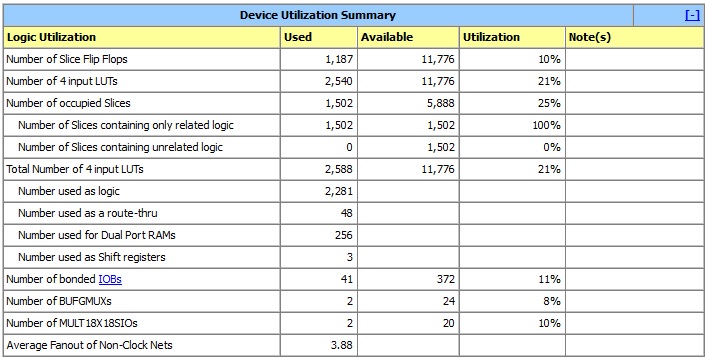 Device Utilization Summary [-]
Logic Utilization Used Available Utilization Note(s)
Number of Slice Flip Flops 1,187 11,776 10%
Number of 4 input LUTs 2,540 11,776 21%
Number of occupied Slices 1,502 5,888 25%
Number of Slices containing only related logic 1,502 1,502 100%
Number of Slices containing unrelated logic 0 1,502 0%
Total Number of 4 input LUTs 2,588 11,776 21%
Number used as logic 2,281
Number used as a route-thru 48
Number used for Dual Port RAMs 256
Number used as Shift registers 3
Number of bonded IOBs 41 372 11%
Number of BUFGMUXs 2 24 8%
Number of MULT18X18SIOs 2 20 10%
Average Fanout of Non-Clock Nets 3.88